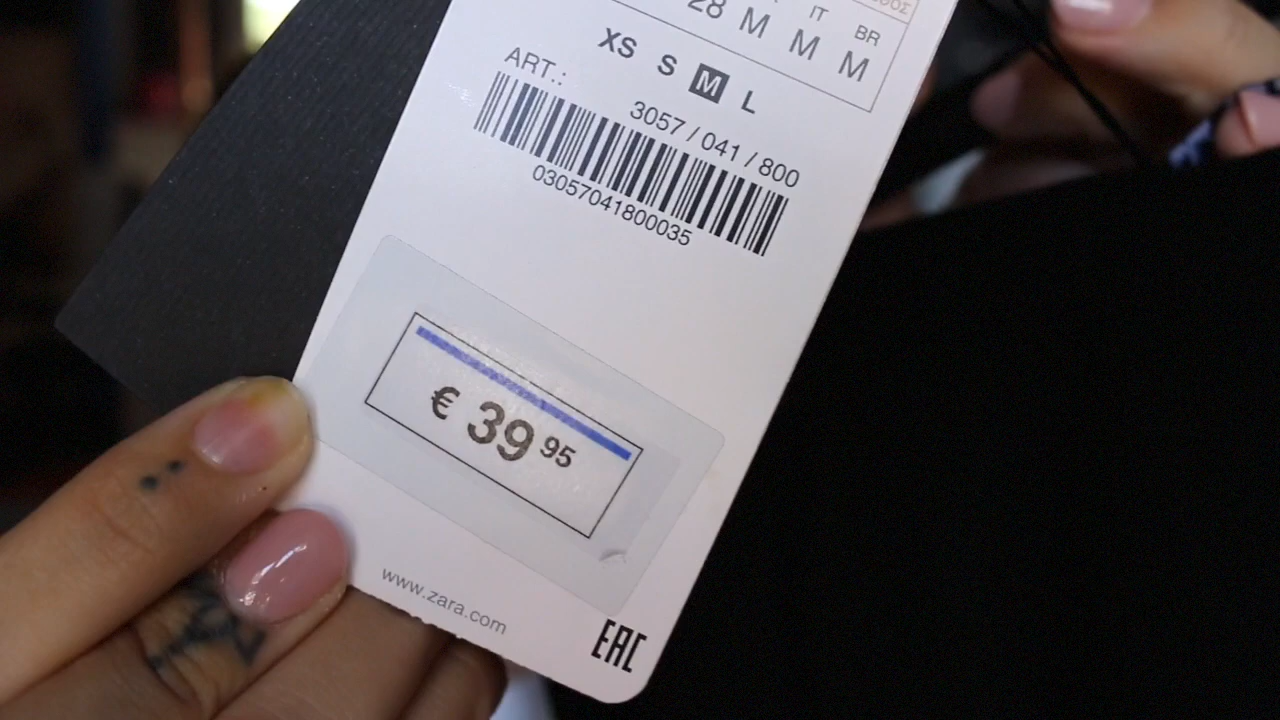 IT
BR
28 M M M
XS S M L
ART.:
3057 / 041 / 800
03057041800035
€ 39 95
www.zara.com
EAC